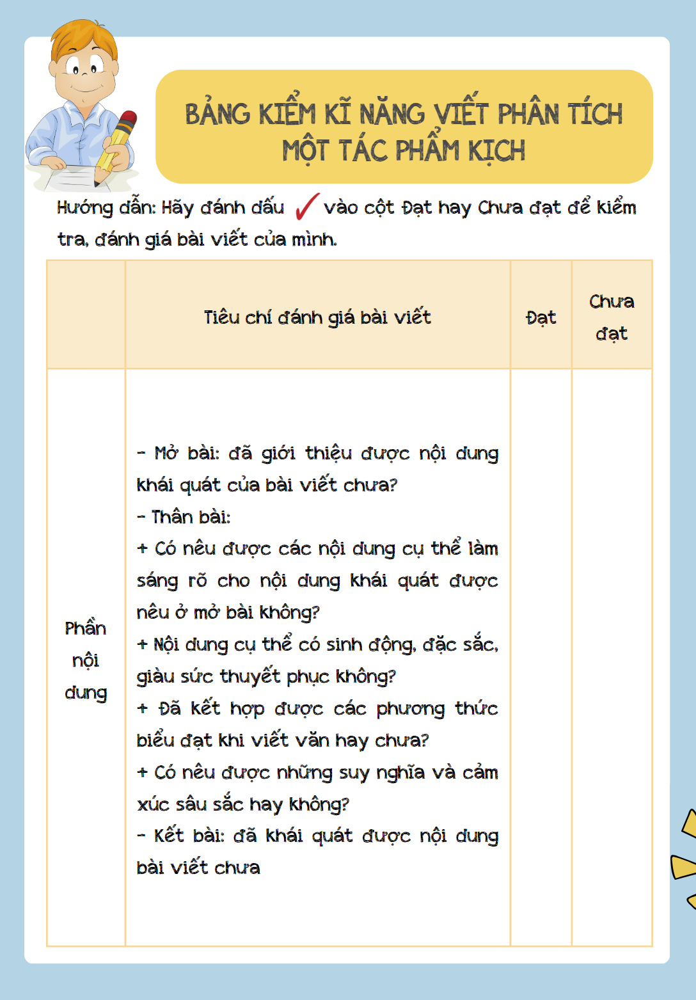 BẢNG KIỂM KĨ NĂNG VIẾT PHÂN TÍCH
MỘT TÁC PHẨM KỊCH
Hướng dẫn: Hãy đánh dấu ✓ vào cột Đạt hay Chưa đạt để kiểm
tra, đánh giá bài viết của mình.
Tiêu chí đánh giá bài viết
Đạt
Chưa
đạt
Phần
nội
dung
- Mở bài: đã giới thiệu được nội dung
khái quát của bài viết chưa?
- Thân bài:
+ Có nêu được các nội dung cụ thể làm
sáng rõ cho nội dung khái quát được
nêu ở mở bài không?
+ Nội dung cụ thể có sinh động, đặc sắc,
giàu sức thuyết phục không?
+ Đã kết hợp được các phương thức
biểu đạt khi viết văn hay chưa?
+ Có nêu được những suy nghĩa và cảm
xúc sâu sắc hay không?
- Kết bài: đã khái quát được nội dung
bài viết chưa